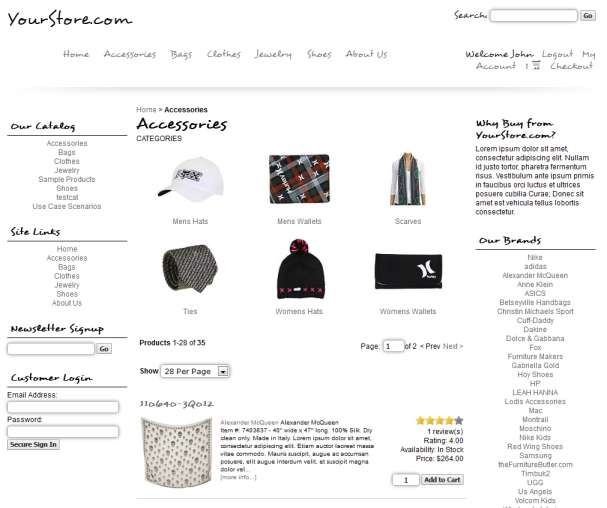 YourStore.com
Search: Go
Home Accessories Bags Clothes Jewelry Shoes About Us
Welcome John Logout My
Account 1 Checkout
Our Catalog
Accessories
Bags
Clothes
Jewelry
Sample Products
Shoes
testcat
Use Case Scenarios
Site Links
Home
Accessories
Bags
Clothes
Jewelry
Shoes
About Us
Newsletter Signup
Go
Customer Login
Email Address:
Password:
Secure Sign In
Home > Accessories
Accessories
CATEGORIES
Mens Hats
Mens Wallets
Scarves
Ties
Womens Hats
Womens Wallets
Products 1-28 of 35
Page: 1 of 2 < Prev Next >
Show 28 Per Page
110640-3Q012
Alexander McQueen Alexander McQueen
Item #: 7403837 - 40" wide x 47" long. 100% Silk. Dry
clean only. Made in Italy. Lorem ipsum dolor sit amet,
consectetur adipiscing elit. Etiam auctor laoreet massa
vitae commodo. Mauris suscipit, augue ac accumsan
posuere, elit augue interdum velit, et suscipit magna
dolor vel...
[more info...]
1 review(s)
Rating: 4.00
Availability: In Stock
Price: $264.00
1 Add to Cart
Why Buy from
YourStore.com?
Lorem ipsum dolor sit amet,
consectetur adipiscing elit. Nullam
id justo tortor, pharetra fermentum
risus. Vestibulum ante ipsum primis
in faucibus orci luctus et ultrices
posuere cubilia Curae; Donec sit
amet est vehicula tellus lobortis
consectetur.
Our Brands
Nike
adidas
Alexander McQueen
Anne Klein
ASICS
Betseyville Handbags
Christin Michaels Sport
Cuff-Daddy
Dakine
Dolce & Gabbana
Fox
Furniture Makers
Gabriella Gold
Hoy Shoes
HP
LEAH HANNA
Lodis Accessories
Mac
Montrail
Moschino
Nike Kids
Red Wing Shoes
Samsung
theFurnitureButler.com
Timbuk2
UGG
Us Angels
Volcom Kids